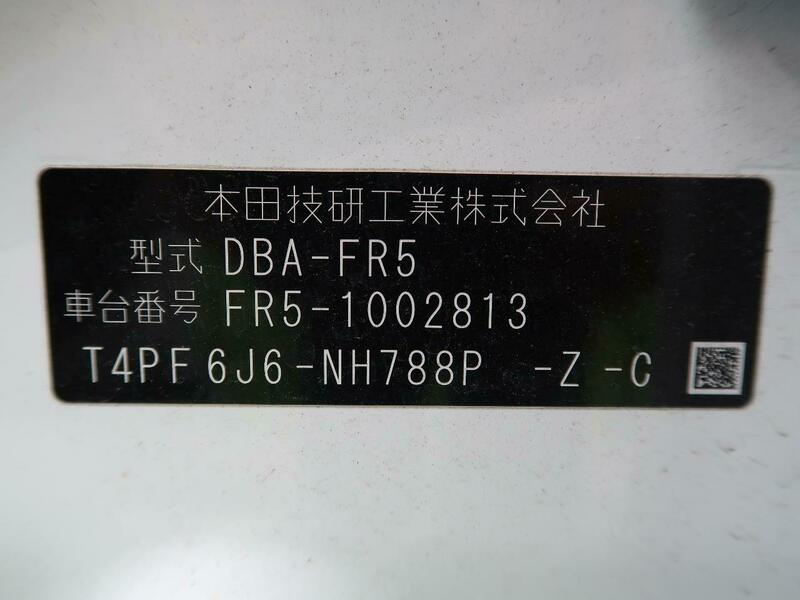 本田技研工業株式会社
型式 DBA-FR5
車台番号 FR5-1002813
T4PF 6J6-NH788P -Z -C